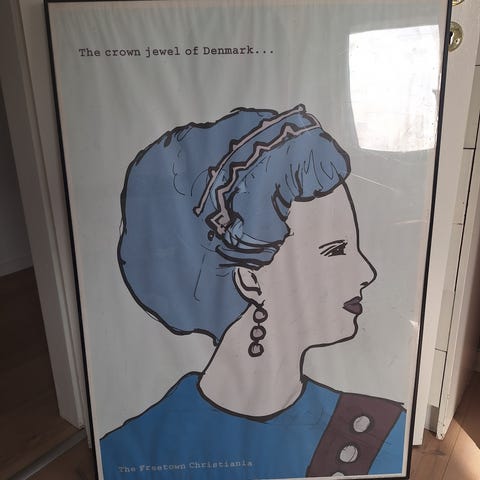 The crown jewel of Denmark...
The Freetown Christiania